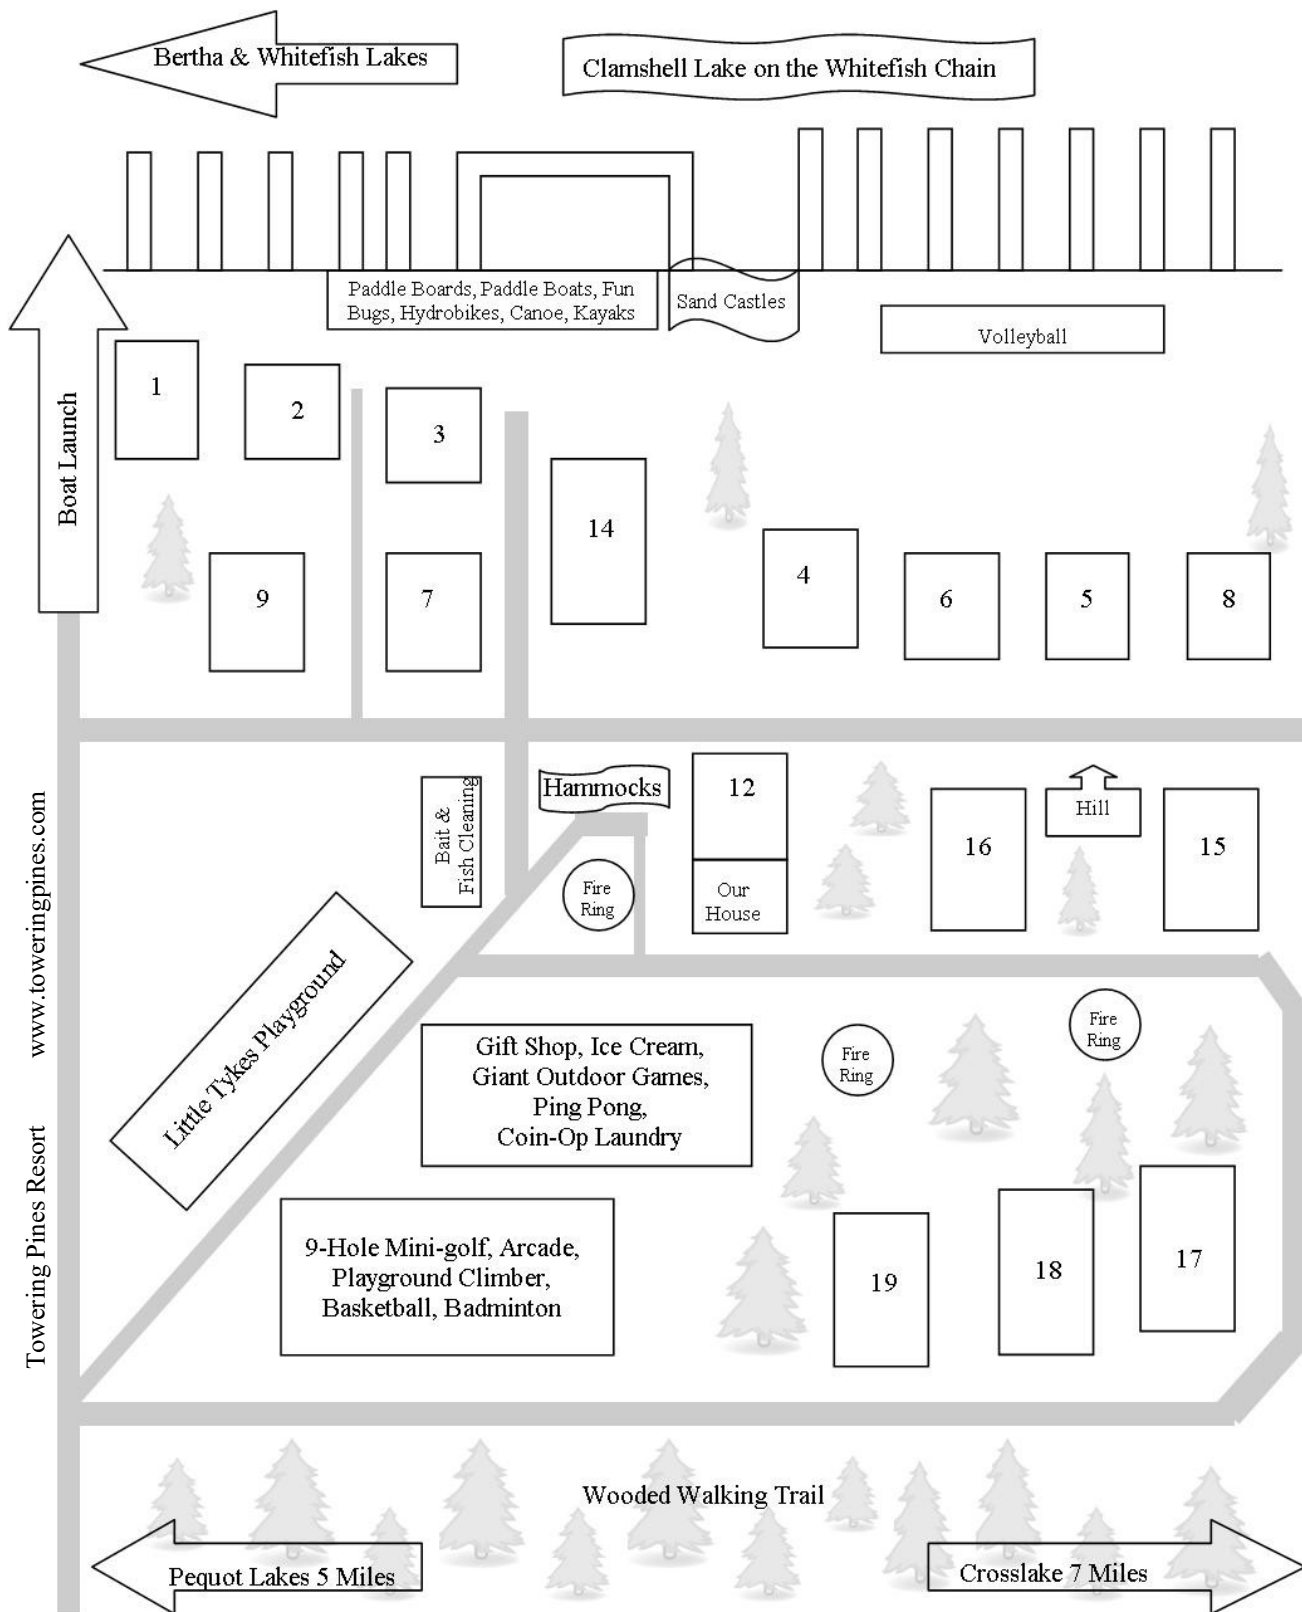 Bertha & Whitefish Lakes
Clamshell Lake on the Whitefish Chain
Paddle Boards, Paddle Boats, Fun
Bugs, Hydrobikes, Canoe, Kayaks
Sand Castles
Volleyball
Boat Launch
1
2
3
14
4
6
5
8
9
7
Bait &
Fish Cleaning
Hammocks
12
Our
House
Fire
Ring
16
Hill
15
www.toweringpines.com
Towering Pines Resort
Little Tykes Playground
Gift Shop, Ice Cream,
Giant Outdoor Games,
Ping Pong,
Coin-Op Laundry
Fire
Ring
Fire
Ring
9-Hole Mini-golf, Arcade,
Playground Climber,
Basketball, Badminton
19
18
17
Wooded Walking Trail
Pequot Lakes 5 Miles
Crosslake 7 Miles